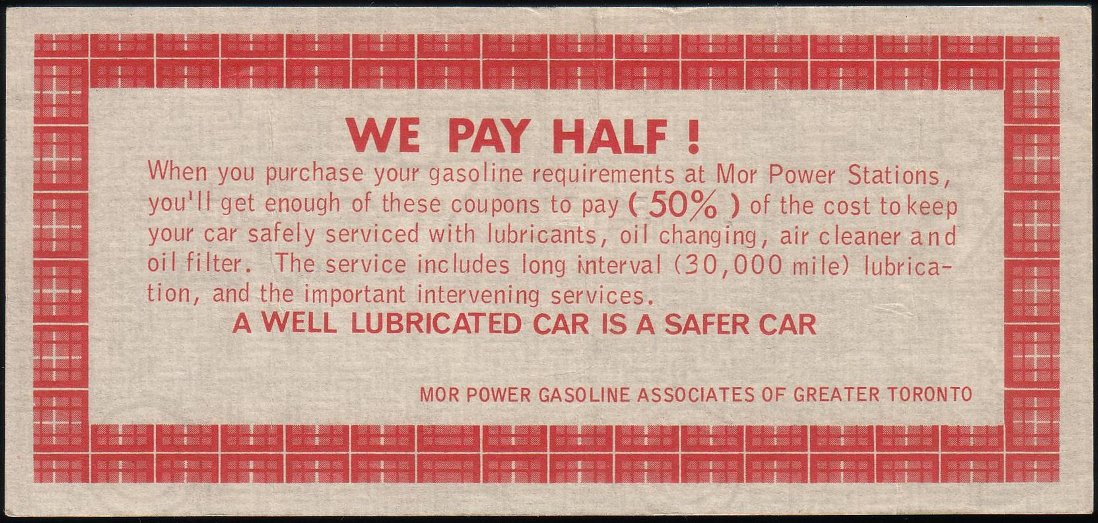 WE PAY HALF !
When you purchase your gasoline requirements at Mor Power Stations,
you'll get enough of these coupons to pay ( 50% ) of the cost to keep
your car safely serviced with lubricants, oil changing, air cleaner and
oil filter. The service includes long interval (30,000 mile) lubrica-
tion, and the important intervening services.
A WELL LUBRICATED CAR IS A SAFER CAR
MOR POWER GASOLINE ASSOCIATES OF GREATER TORONTO